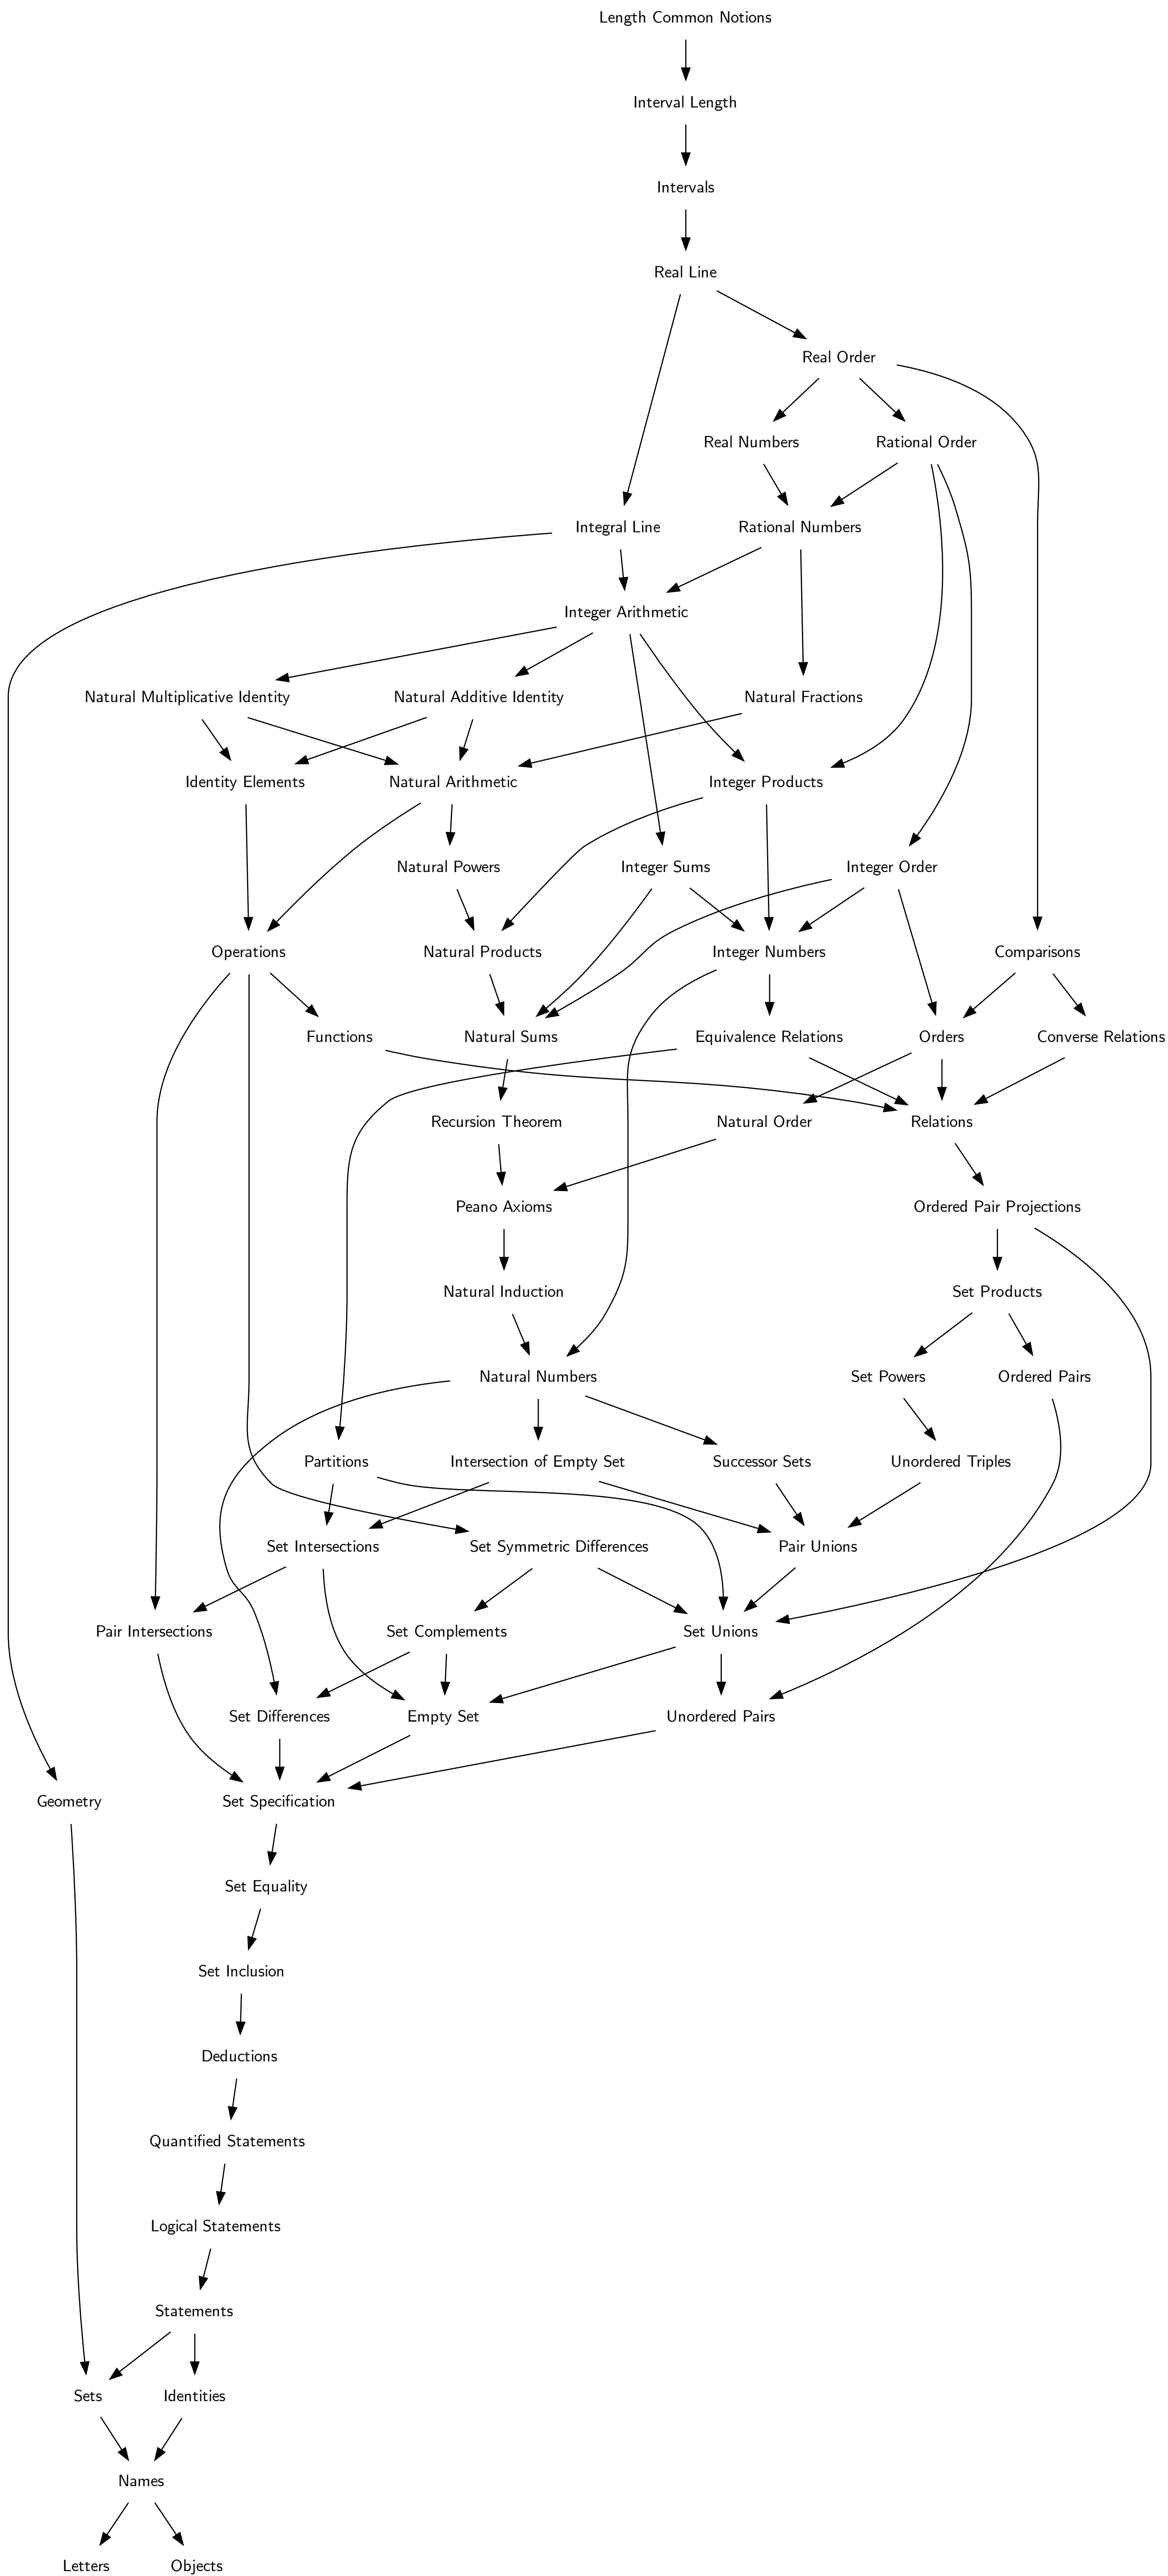 Length Common Notions
Interval Length
Intervals
Real Line
Real Order
Real Numbers
Rational Order
Integral Line
Rational Numbers
Integer Arithmetic
Natural Multiplicative Identity
Natural Additive Identity
Natural Fractions
Identity Elements
Natural Arithmetic
Integer Products
Natural Powers
Integer Sums
Integer Order
Operations
Natural Products
Integer Numbers
Comparisons
Functions
Natural Sums
Equivalence Relations
Orders
Converse Relations
Recursion Theorem
Natural Order
Relations
Peano Axioms
Ordered Pair Projections
Natural Induction
Set Products
Natural Numbers
Set Powers
Ordered Pairs
Partitions
Intersection of Empty Set
Successor Sets
Unordered Triples
Set Intersections
Set Symmetric Differences
Pair Unions
Pair Intersections
Set Complements
Set Unions
Set Differences
Empty Set
Unordered Pairs
Geometry
Set Specification
Set Equality
Set Inclusion
Deductions
Quantified Statements
Logical Statements
Statements
Sets
Identities
Names
Letters
Objects